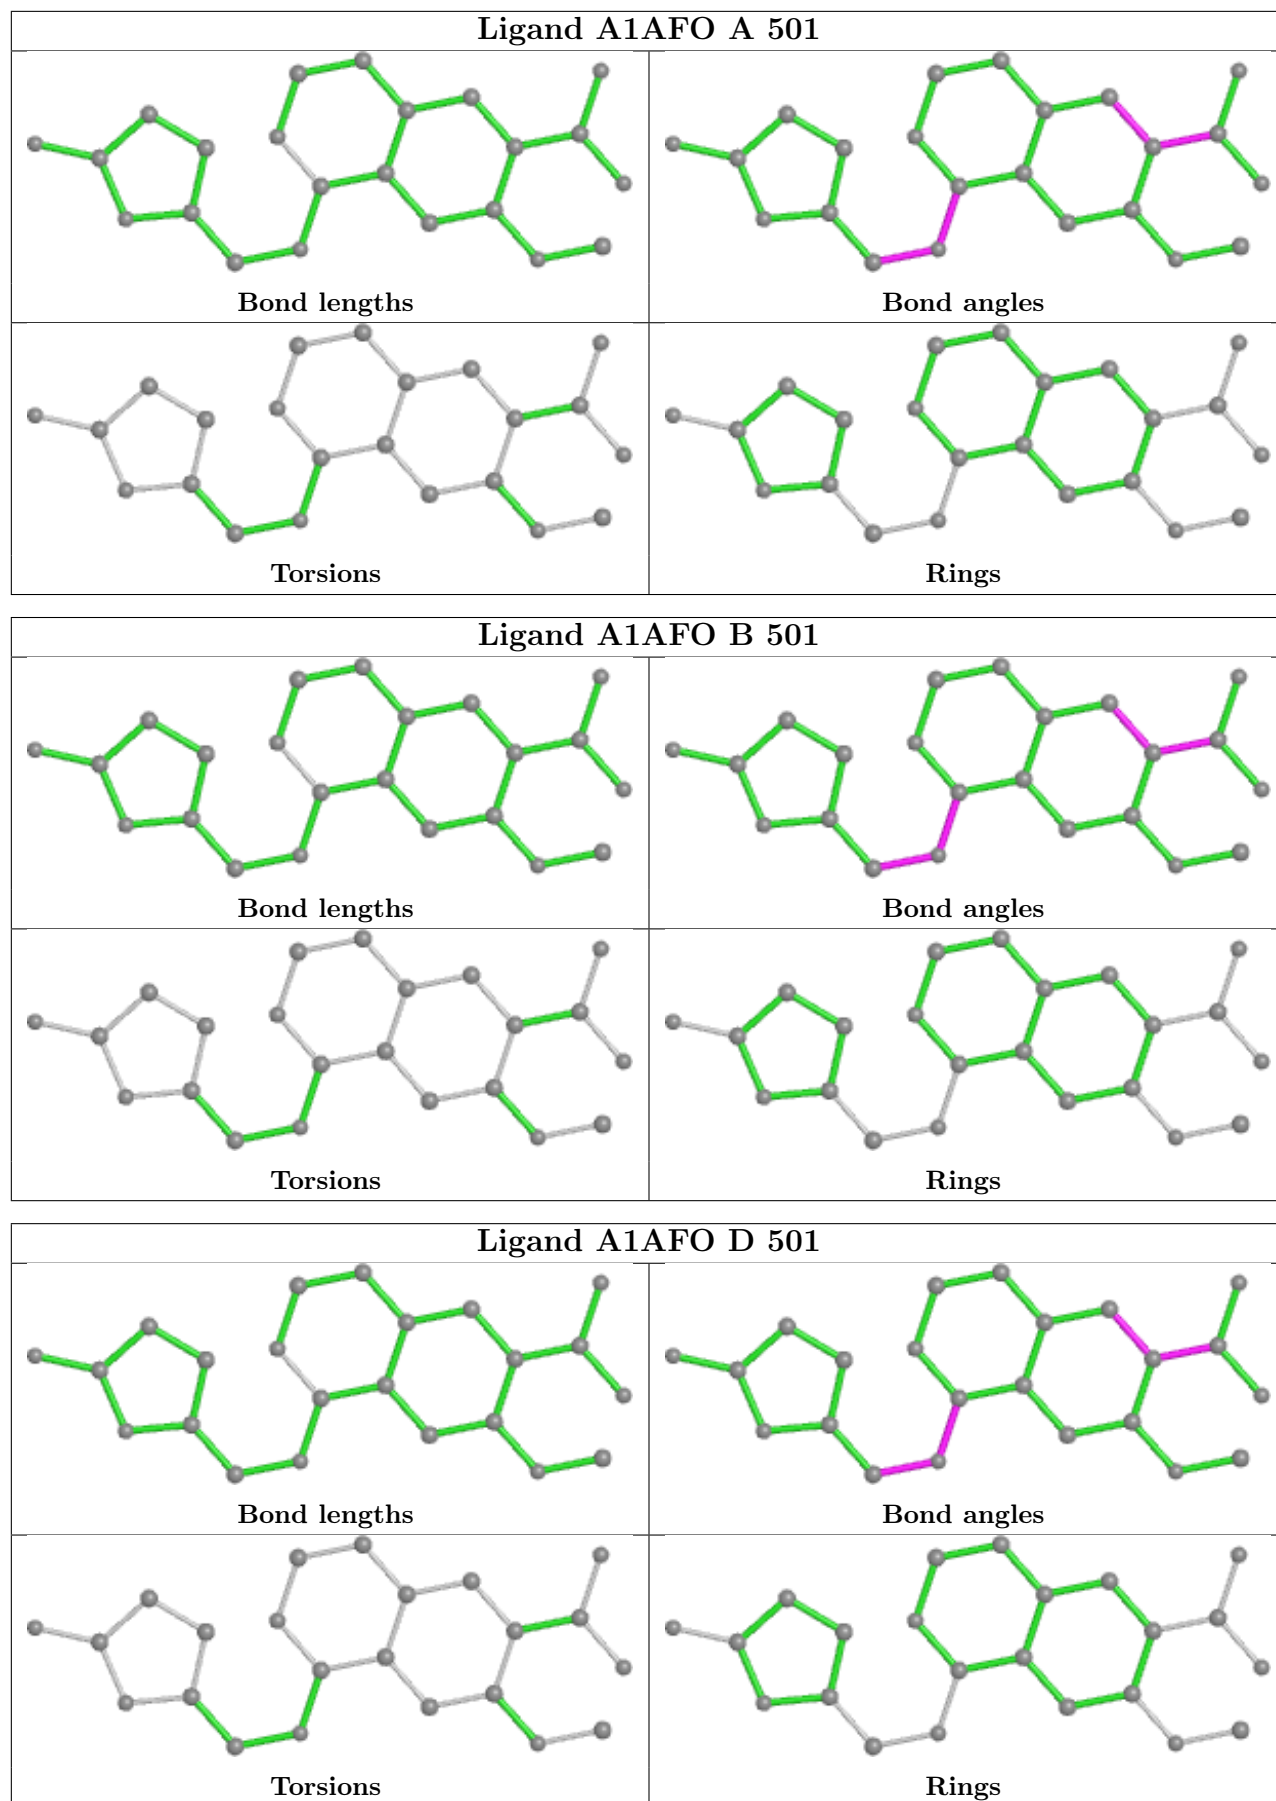 Ligand A1AFO A 501
Bond lengths
Bond angles
Torsions
Rings
Ligand A1AFO B 501
Bond lengths
Bond angles
Torsions
Rings
Ligand A1AFO D 501
Bond lengths
Bond angles
Torsions
Rings